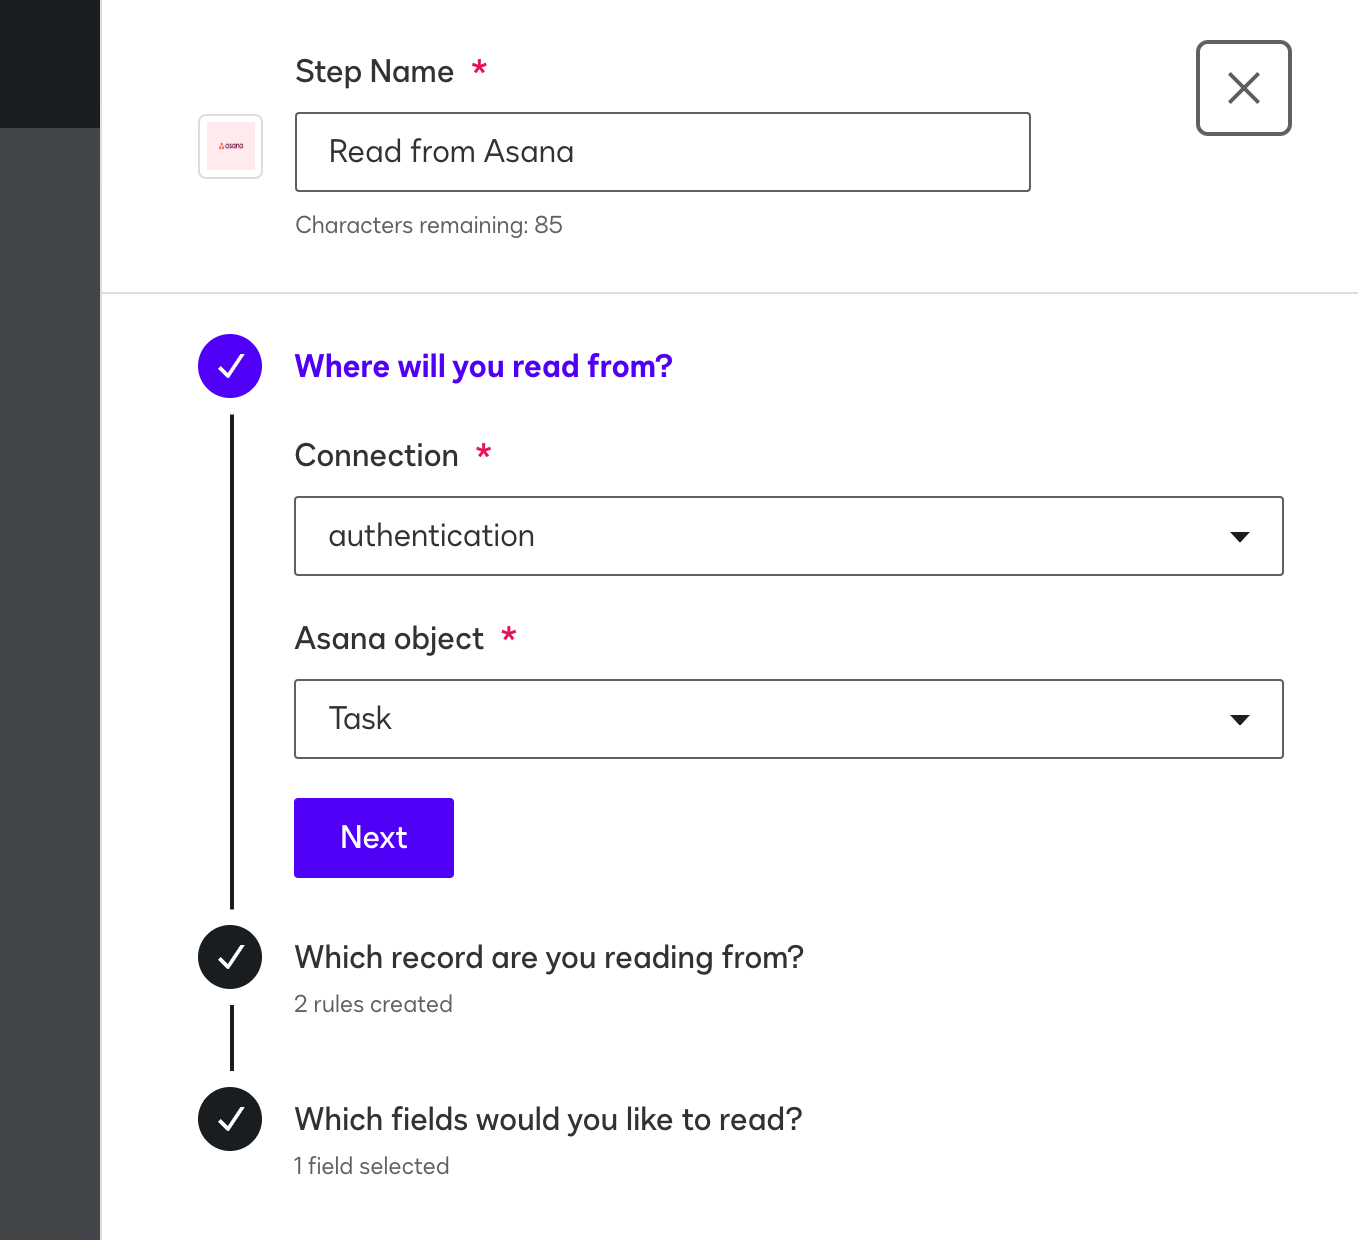 Step Name *
asana
Read from Asana
Characters remaining: 85
Where will you read from?
Connection *
authentication
Asana object *
Task
Next
Which record are you reading from?
2 rules created
Which fields would you like to read?
1 field selected